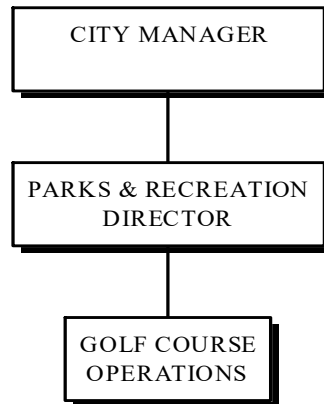 CITY MANAGER
PARKS & RECREATION
DIRECTOR
GOLF COURSE
OPERATIONS